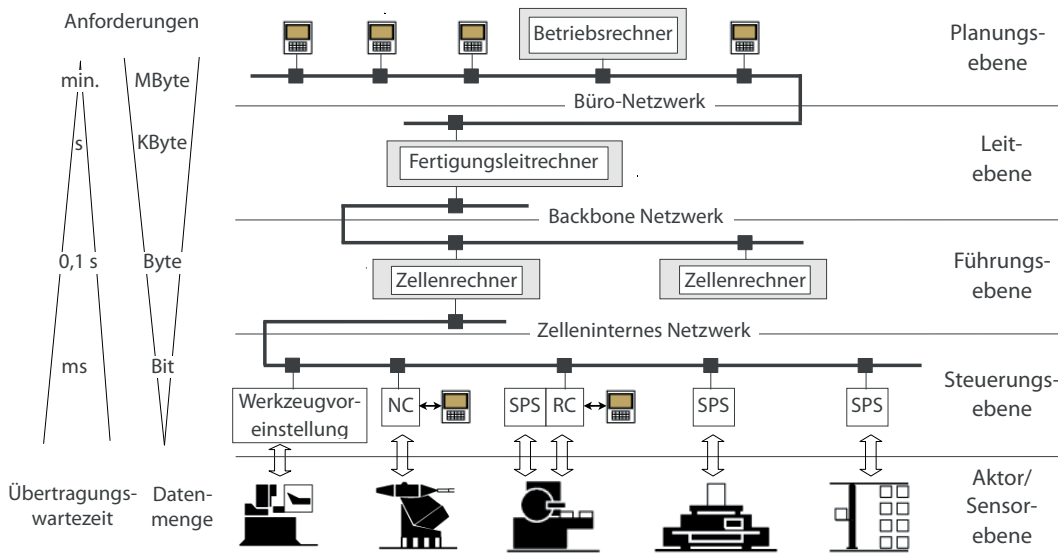 Anforderungen
min.
MByte
s
KByte
0,1 s
Byte
ms
Bit
Übertragungs-
wartezeit
Daten-
menge
Betriebsrechner
Planungs-
ebene
Büro-Netzwerk
Fertigungsleitrechner
Leit-
ebene
Backbone Netzwerk
Zellenrechner
Zellenrechner
Führungs-
ebene
Zelleninternes Netzwerk
Werkzeugvor-
einstellung
NC
SPS
RC
SPS
SPS
Steuerungs-
ebene
Aktor/
Sensor-
ebene